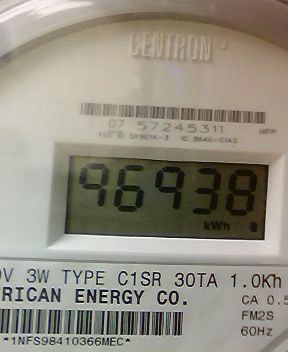 CENTRON
07 57245311 HPP
96938
kWh
V 3W TYPE C1SR 30TA 1.0Kh
RICAN ENERGY CO.
CA 0.5
FM2S
60Hz
*1NFS98410366MEC*